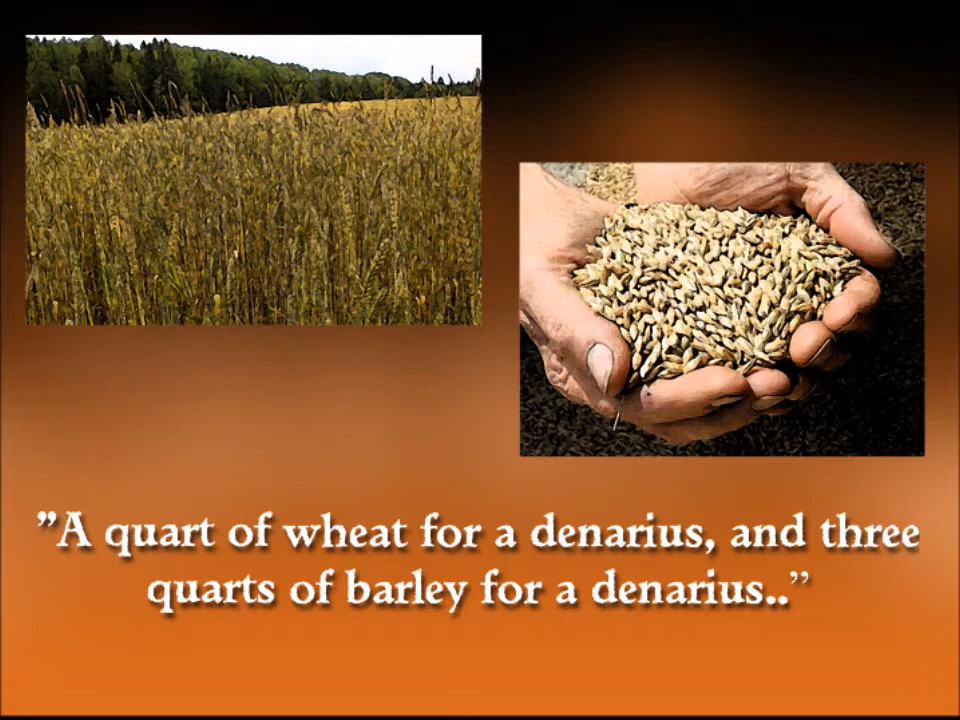 ”A quart of wheat for a denarius, and three
quarts of barley for a denarius..”